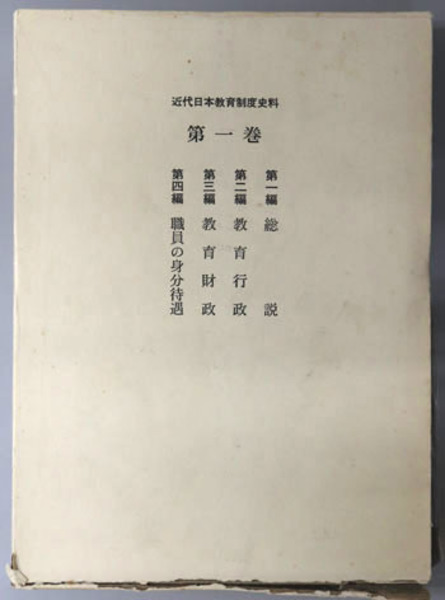 近代日本教育制度史料
第一巻
第一編 総説
第二編 教育行政
第三編 教育財政
第四編 職員の身分待遇